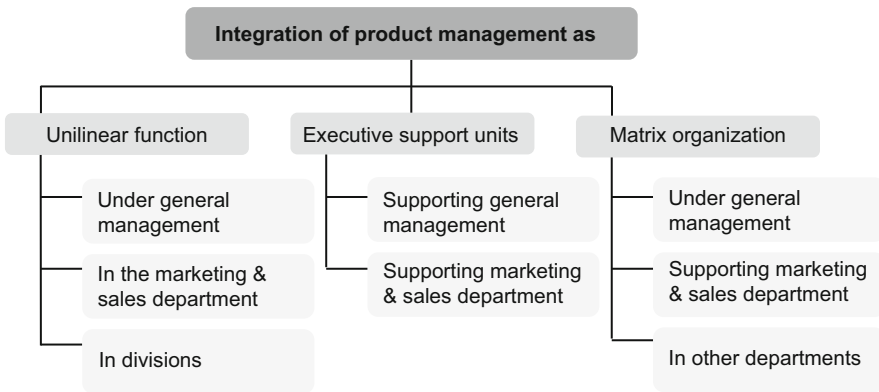 Integration of product management as
Unilinear function
Executive support units
Matrix organization
Under general
management
In the marketing &
sales department
In divisions
Supporting general
management
Supporting marketing
& sales department
Under general
management
Supporting marketing
& sales department
In other departments